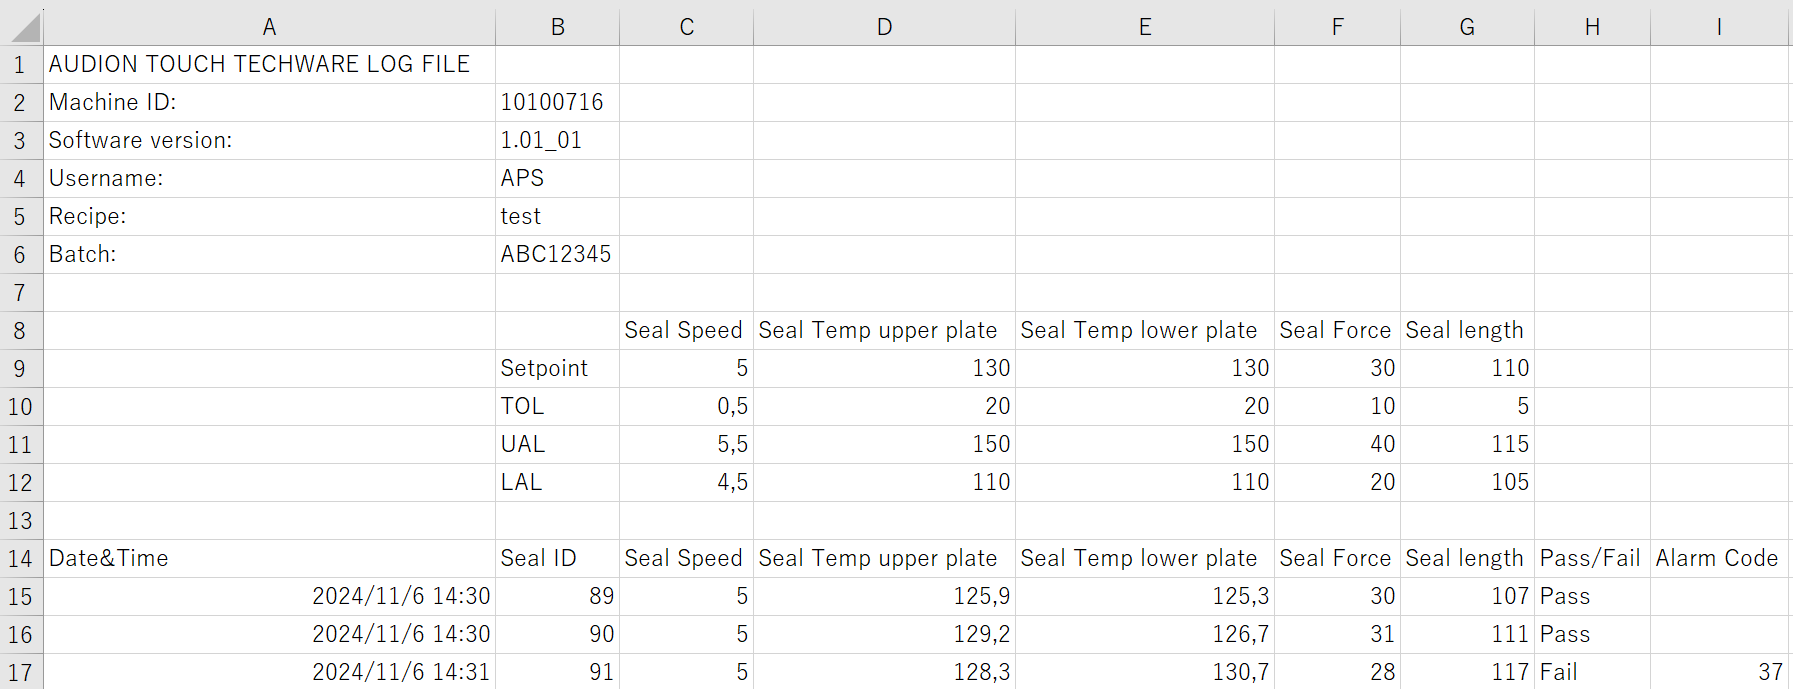 A B C D E F G H I
1 AUDION TOUCH TECHWARE LOG FILE
2 Machine ID: 10100716
3 Software version: 1.01_01
4 Username: APS
5 Recipe: test
6 Batch: ABC12345
7
8 Seal Speed Seal Temp upper plate Seal Temp lower plate Seal Force Seal length
9 Setpoint 5 130 130 30 110
10 TOL 0,5 20 20 10 5
11 UAL 5,5 150 150 40 115
12 LAL 4,5 110 110 20 105
13
14 Date&Time Seal ID Seal Speed Seal Temp upper plate Seal Temp lower plate Seal Force Seal length Pass/Fail Alarm Code
15 2024/11/6 14:30 89 5 125,9 125,3 30 107 Pass
16 2024/11/6 14:30 90 5 129,2 126,7 31 111 Pass
17 2024/11/6 14:31 91 5 128,3 130,7 28 117 Fail 37